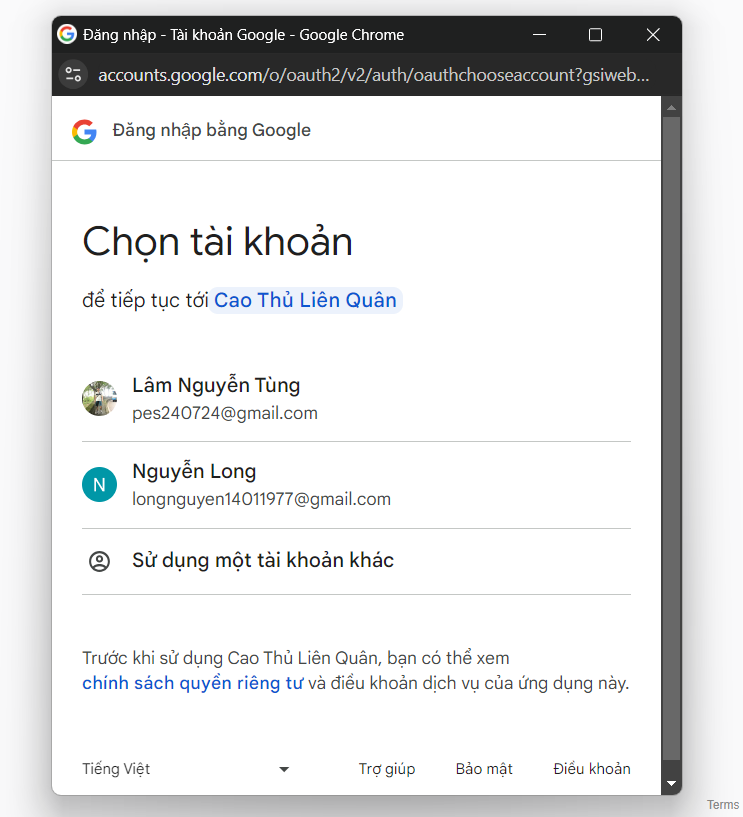 Đăng nhập - Tài khoản Google - Google Chrome
accounts.google.com/o/oauth2/v2/auth/oauthchooseaccount?gsiweb...
Đăng nhập bằng Google
Chọn tài khoản
để tiếp tục tới Cao Thủ Liên Quân
Lâm Nguyễn Tùng
pes240724@gmail.com
N
Nguyễn Long
longnguyen14011977@gmail.com
Sử dụng một tài khoản khác
Trước khi sử dụng Cao Thủ Liên Quân, bạn có thể xem
chính sách quyền riêng tư và điều khoản dịch vụ của ứng dụng này.
Tiếng Việt Trợ giúp Bảo mật Điều khoản
Terms